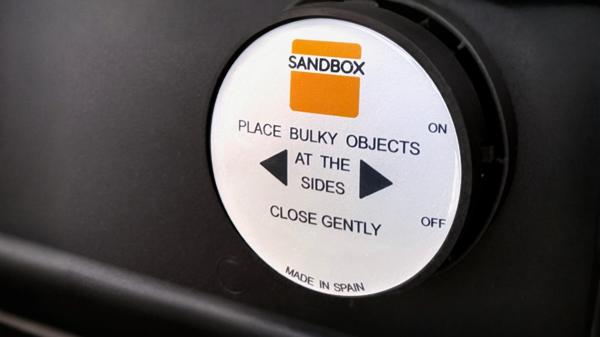 SANDBOX
ON
PLACE BULKY OBJECTS
AT THE
SIDES
OFF
CLOSE GENTLY
MADE IN SPAIN